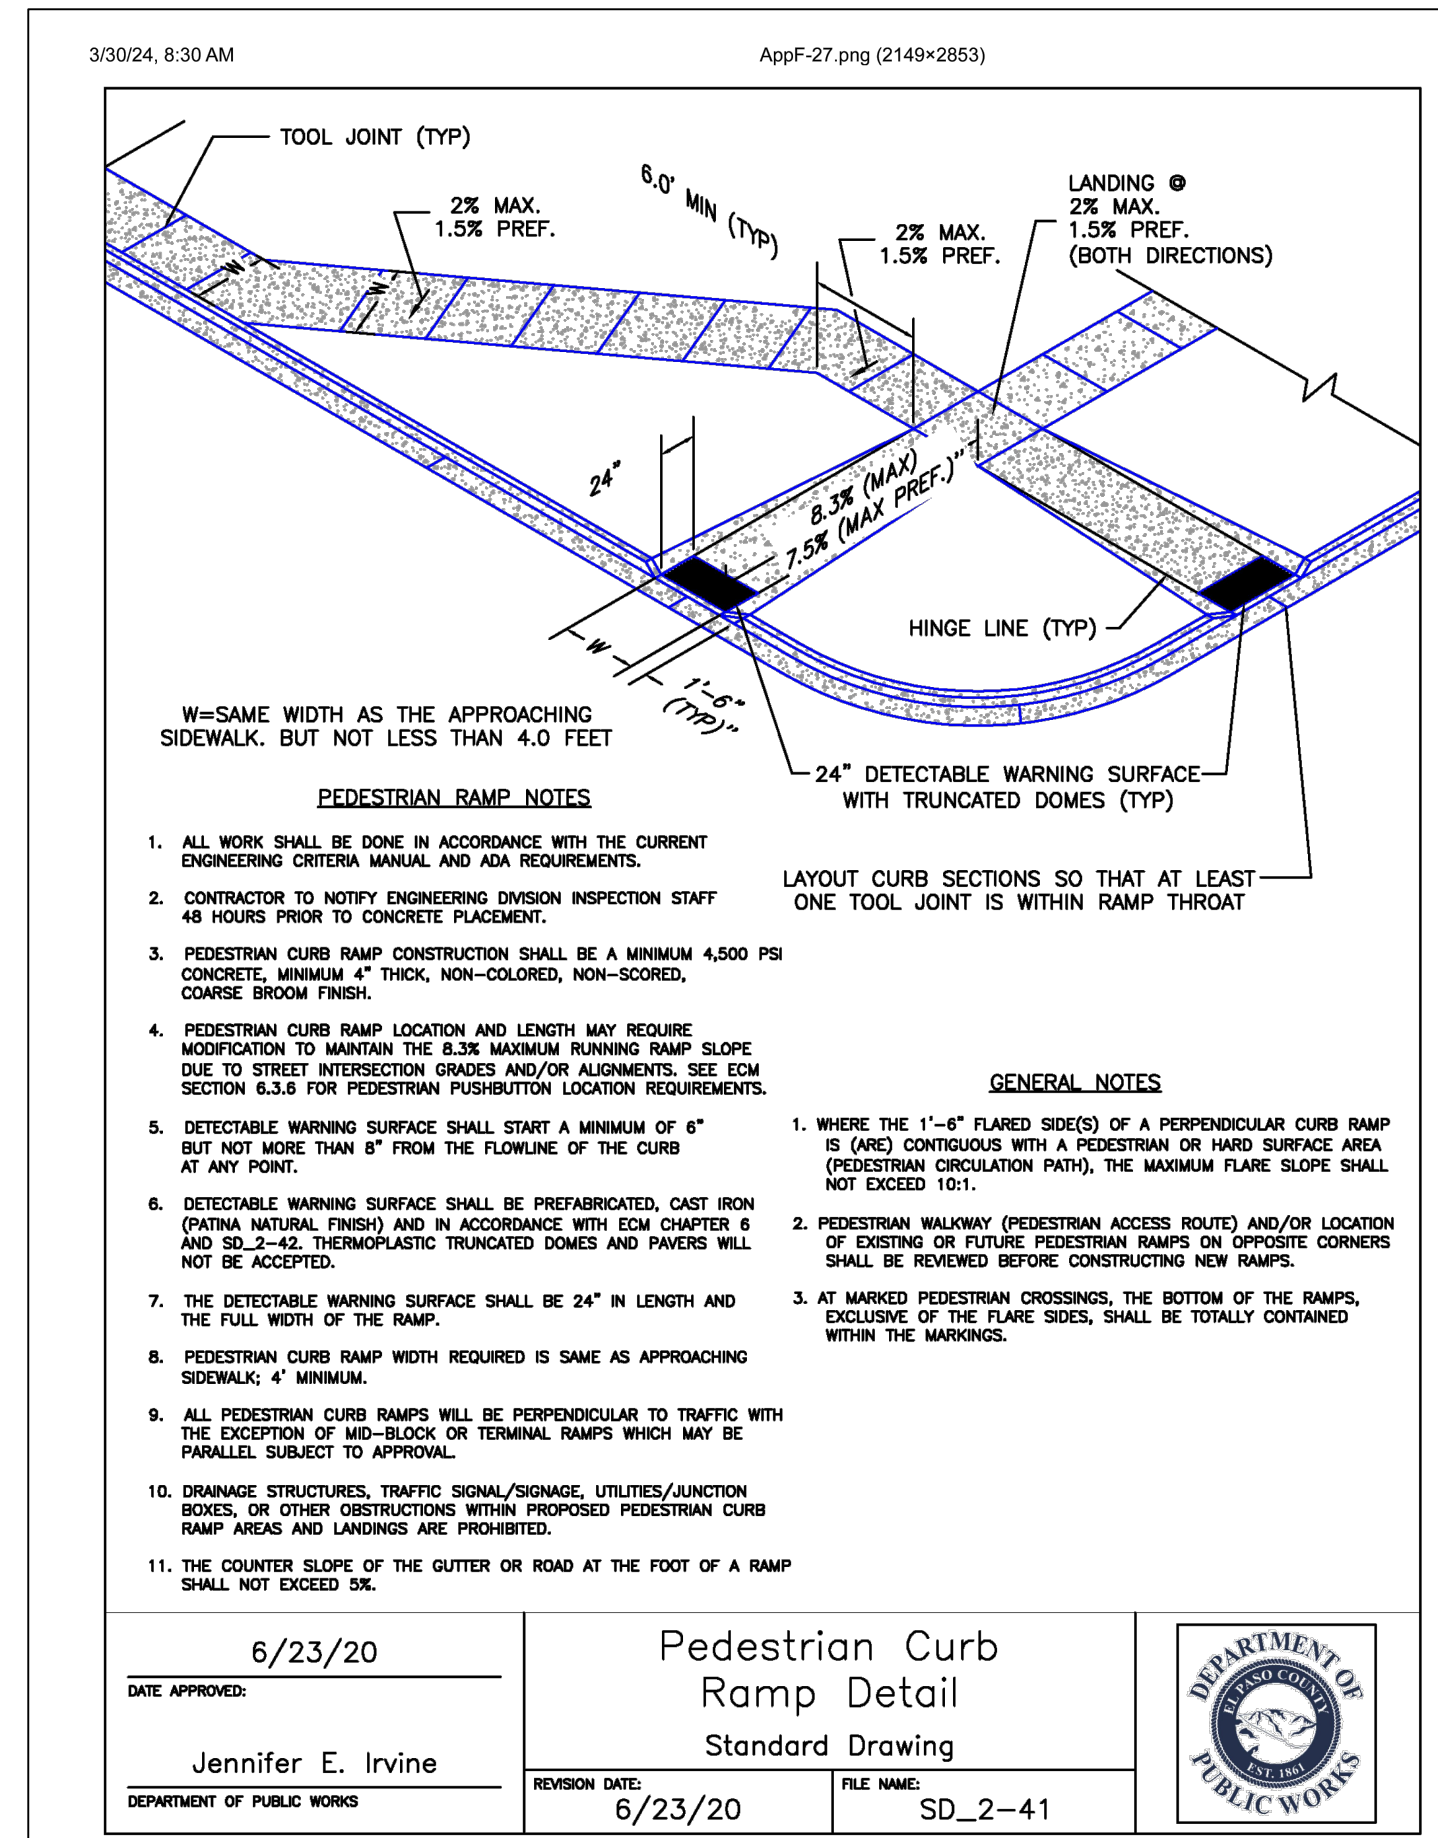 3/30/24, 8:30 AM
AppF-27.png (2149×2853)
TOOL JOINT (TYP)
2% MAX.
1.5% PREF.
6.0' MIN (TYP)
2% MAX.
1.5% PREF.
LANDING @
2% MAX.
1.5% PREF.
(BOTH DIRECTIONS)
W
W
24"
8.3% (MAX)
7.5% (MAX PREF.)"
HINGE LINE (TYP)
W
1'-6"
(TYP)"
W=SAME WIDTH AS THE APPROACHING
SIDEWALK. BUT NOT LESS THAN 4.0 FEET
24" DETECTABLE WARNING SURFACE
WITH TRUNCATED DOMES (TYP)
LAYOUT CURB SECTIONS SO THAT AT LEAST
ONE TOOL JOINT IS WITHIN RAMP THROAT
PEDESTRIAN RAMP NOTES
1. ALL WORK SHALL BE DONE IN ACCORDANCE WITH THE CURRENT
ENGINEERING CRITERIA MANUAL AND ADA REQUIREMENTS.
2. CONTRACTOR TO NOTIFY ENGINEERING DIVISION INSPECTION STAFF
48 HOURS PRIOR TO CONCRETE PLACEMENT.
3. PEDESTRIAN CURB RAMP CONSTRUCTION SHALL BE A MINIMUM 4,500 PSI
CONCRETE, MINIMUM 4" THICK, NON-COLORED, NON-SCORED,
COARSE BROOM FINISH.
4. PEDESTRIAN CURB RAMP LOCATION AND LENGTH MAY REQUIRE
MODIFICATION TO MAINTAIN THE 8.3% MAXIMUM RUNNING RAMP SLOPE
DUE TO STREET INTERSECTION GRADES AND/OR ALIGNMENTS. SEE ECM
SECTION 6.3.6 FOR PEDESTRIAN PUSHBUTTON LOCATION REQUIREMENTS.
5. DETECTABLE WARNING SURFACE SHALL START A MINIMUM OF 6"
BUT NOT MORE THAN 8" FROM THE FLOWLINE OF THE CURB
AT ANY POINT.
6. DETECTABLE WARNING SURFACE SHALL BE PREFABRICATED, CAST IRON
(PATINA NATURAL FINISH) AND IN ACCORDANCE WITH ECM CHAPTER 6
AND SD_2-42. THERMOPLASTIC TRUNCATED DOMES AND PAVERS WILL
NOT BE ACCEPTED.
7. THE DETECTABLE WARNING SURFACE SHALL BE 24" IN LENGTH AND
THE FULL WIDTH OF THE RAMP.
8. PEDESTRIAN CURB RAMP WIDTH REQUIRED IS SAME AS APPROACHING
SIDEWALK; 4' MINIMUM.
9. ALL PEDESTRIAN CURB RAMPS WILL BE PERPENDICULAR TO TRAFFIC WITH
THE EXCEPTION OF MID-BLOCK OR TERMINAL RAMPS WHICH MAY BE
PARALLEL SUBJECT TO APPROVAL.
10. DRAINAGE STRUCTURES, TRAFFIC SIGNAL/SIGNAGE, UTILITIES/JUNCTION
BOXES, OR OTHER OBSTRUCTIONS WITHIN PROPOSED PEDESTRIAN CURB
RAMP AREAS AND LANDINGS ARE PROHIBITED.
11. THE COUNTER SLOPE OF THE GUTTER OR ROAD AT THE FOOT OF A RAMP
SHALL NOT EXCEED 5%.
GENERAL NOTES
1. WHERE THE 1'-6" FLARED SIDE(S) OF A PERPENDICULAR CURB RAMP
IS (ARE) CONTIGUOUS WITH A PEDESTRIAN OR HARD SURFACE AREA
(PEDESTRIAN CIRCULATION PATH), THE MAXIMUM FLARE SLOPE SHALL
NOT EXCEED 10:1.
2. PEDESTRIAN WALKWAY (PEDESTRIAN ACCESS ROUTE) AND/OR LOCATION
OF EXISTING OR FUTURE PEDESTRIAN RAMPS ON OPPOSITE CORNERS
SHALL BE REVIEWED BEFORE CONSTRUCTING NEW RAMPS.
3. AT MARKED PEDESTRIAN CROSSINGS, THE BOTTOM OF THE RAMPS,
EXCLUSIVE OF THE FLARE SIDES, SHALL BE TOTALLY CONTAINED
WITHIN THE MARKINGS.
6/23/20
DATE APPROVED:
Jennifer E. Irvine
DEPARTMENT OF PUBLIC WORKS
Pedestrian Curb
Ramp Detail
Standard Drawing
REVISION DATE:
6/23/20
FILE NAME:
SD_2-41
DEPARTMENT OF
EL PASO COUNTY
EST. 1861
PUBLIC WORKS